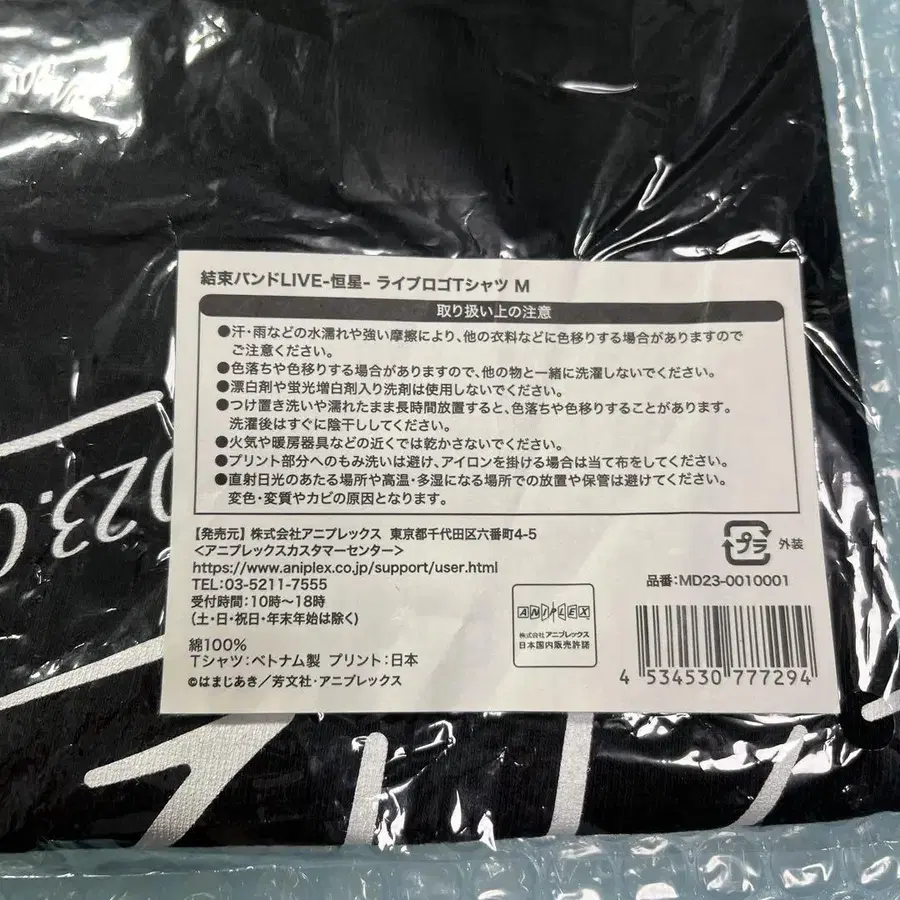 結束バンドLIVE-恒星- ライブロゴTシャツ M
取り扱い上の注意
●汗・雨などの水濡れや強い摩擦により、他の衣料などに色移りする場合がありますので
ご注意ください。
●色落ちや色移りする場合がありますので、他の物と一緒に洗濯しないでください。
●漂白剤や蛍光増白剤入り洗剤は使用しないでください。
●つけ置き洗いや濡れたまま長時間放置すると、色落ちや色移りすることがあります。
洗濯後はすぐに陰干ししてください。
●火気や暖房器具などの近くでは乾かさないでください。
●プリント部分へのもみ洗いは避け、アイロンを掛ける場合は当て布をしてください。
●直射日光のあたる場所や高温・多湿になる場所での放置や保管は避けてください。
変色・変質やカビの原因となります。
【発売元】株式会社アニプレックス 東京都千代田区六番町4-5
<アニプレックスカスタマーセンター>
https://www.aniplex.co.jp/support/user.html
TEL:03-5211-7555
受付時間:10時～18時
(土・日・祝日・年末年始は除く)
綿100%
Tシャツ:ベトナム製 プリント:日本
©はまじあき/芳文社・アニプレックス
プラ 外装
品番:MD23-0010001
ANIPLEX
株式会社アニプレックス
日本国内販売許諾
4 534530 777294
023.0